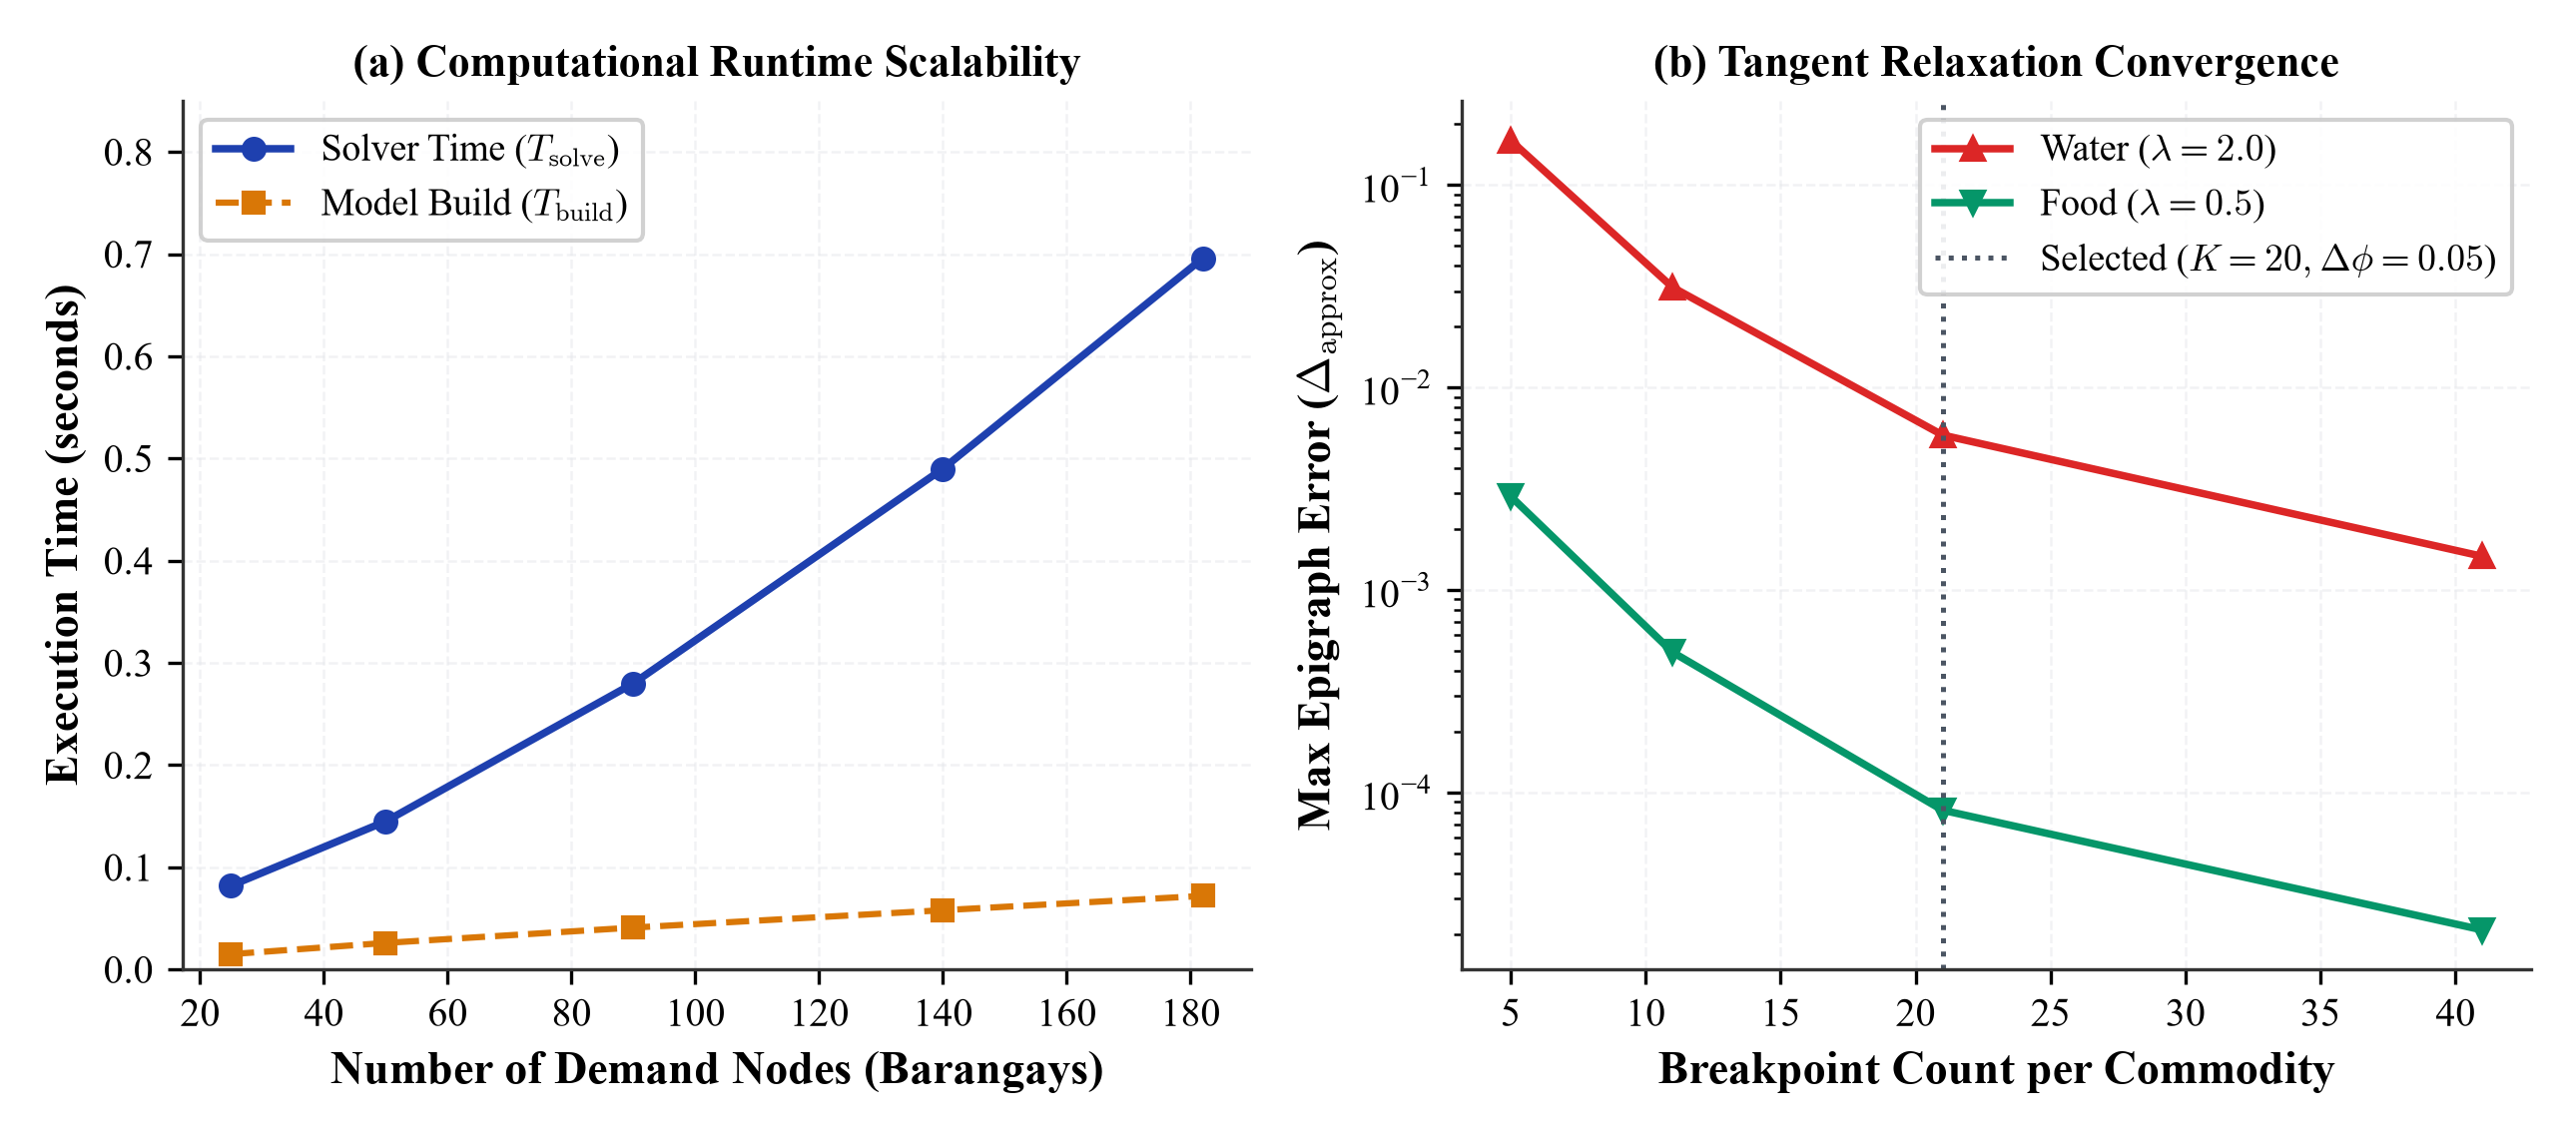 (a) Computational Runtime Scalability
Solver Time (T_solve)
Model Build (T_build)
Execution Time (seconds)
0.8
0.7
0.6
0.5
0.4
0.3
0.2
0.1
0.0
20 40 60 80 100 120 140 160 180
Number of Demand Nodes (Barangays)
(b) Tangent Relaxation Convergence
Water (λ = 2.0)
Food (λ = 0.5)
Selected (K = 20, Δϕ = 0.05)
Max Epigraph Error (Δ_approx)
10⁻¹
10⁻²
10⁻³
10⁻⁴
5 10 15 20 25 30 35 40
Breakpoint Count per Commodity